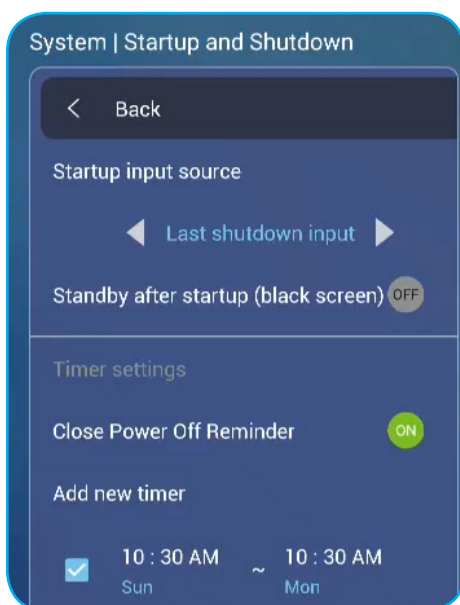 System | Startup and Shutdown
Back
Startup input source
Last shutdown input
Standby after startup (black screen) OFF
Timer settings
Close Power Off Reminder ON
Add new timer
10 : 30 AM ~ 10 : 30 AM
Sun Mon